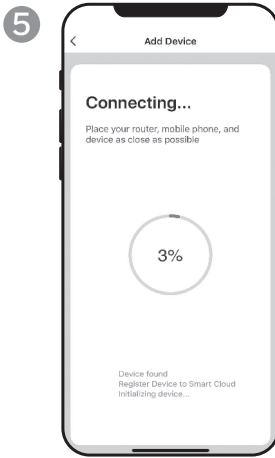 5
Add Device
Connecting...
Place your router, mobile phone, and
device as close as possible
3%
Device found
Register Device to Smart Cloud
Initializing device...